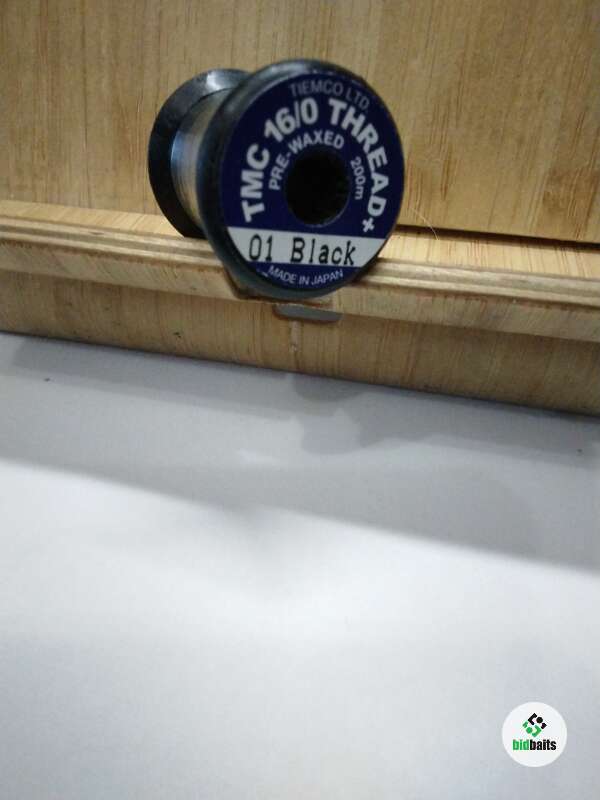 TIEMCO LTD.
TMC 16/0 THREAD+
PRE-WAXED 200m
01 Black
MADE IN JAPAN
bidbaits